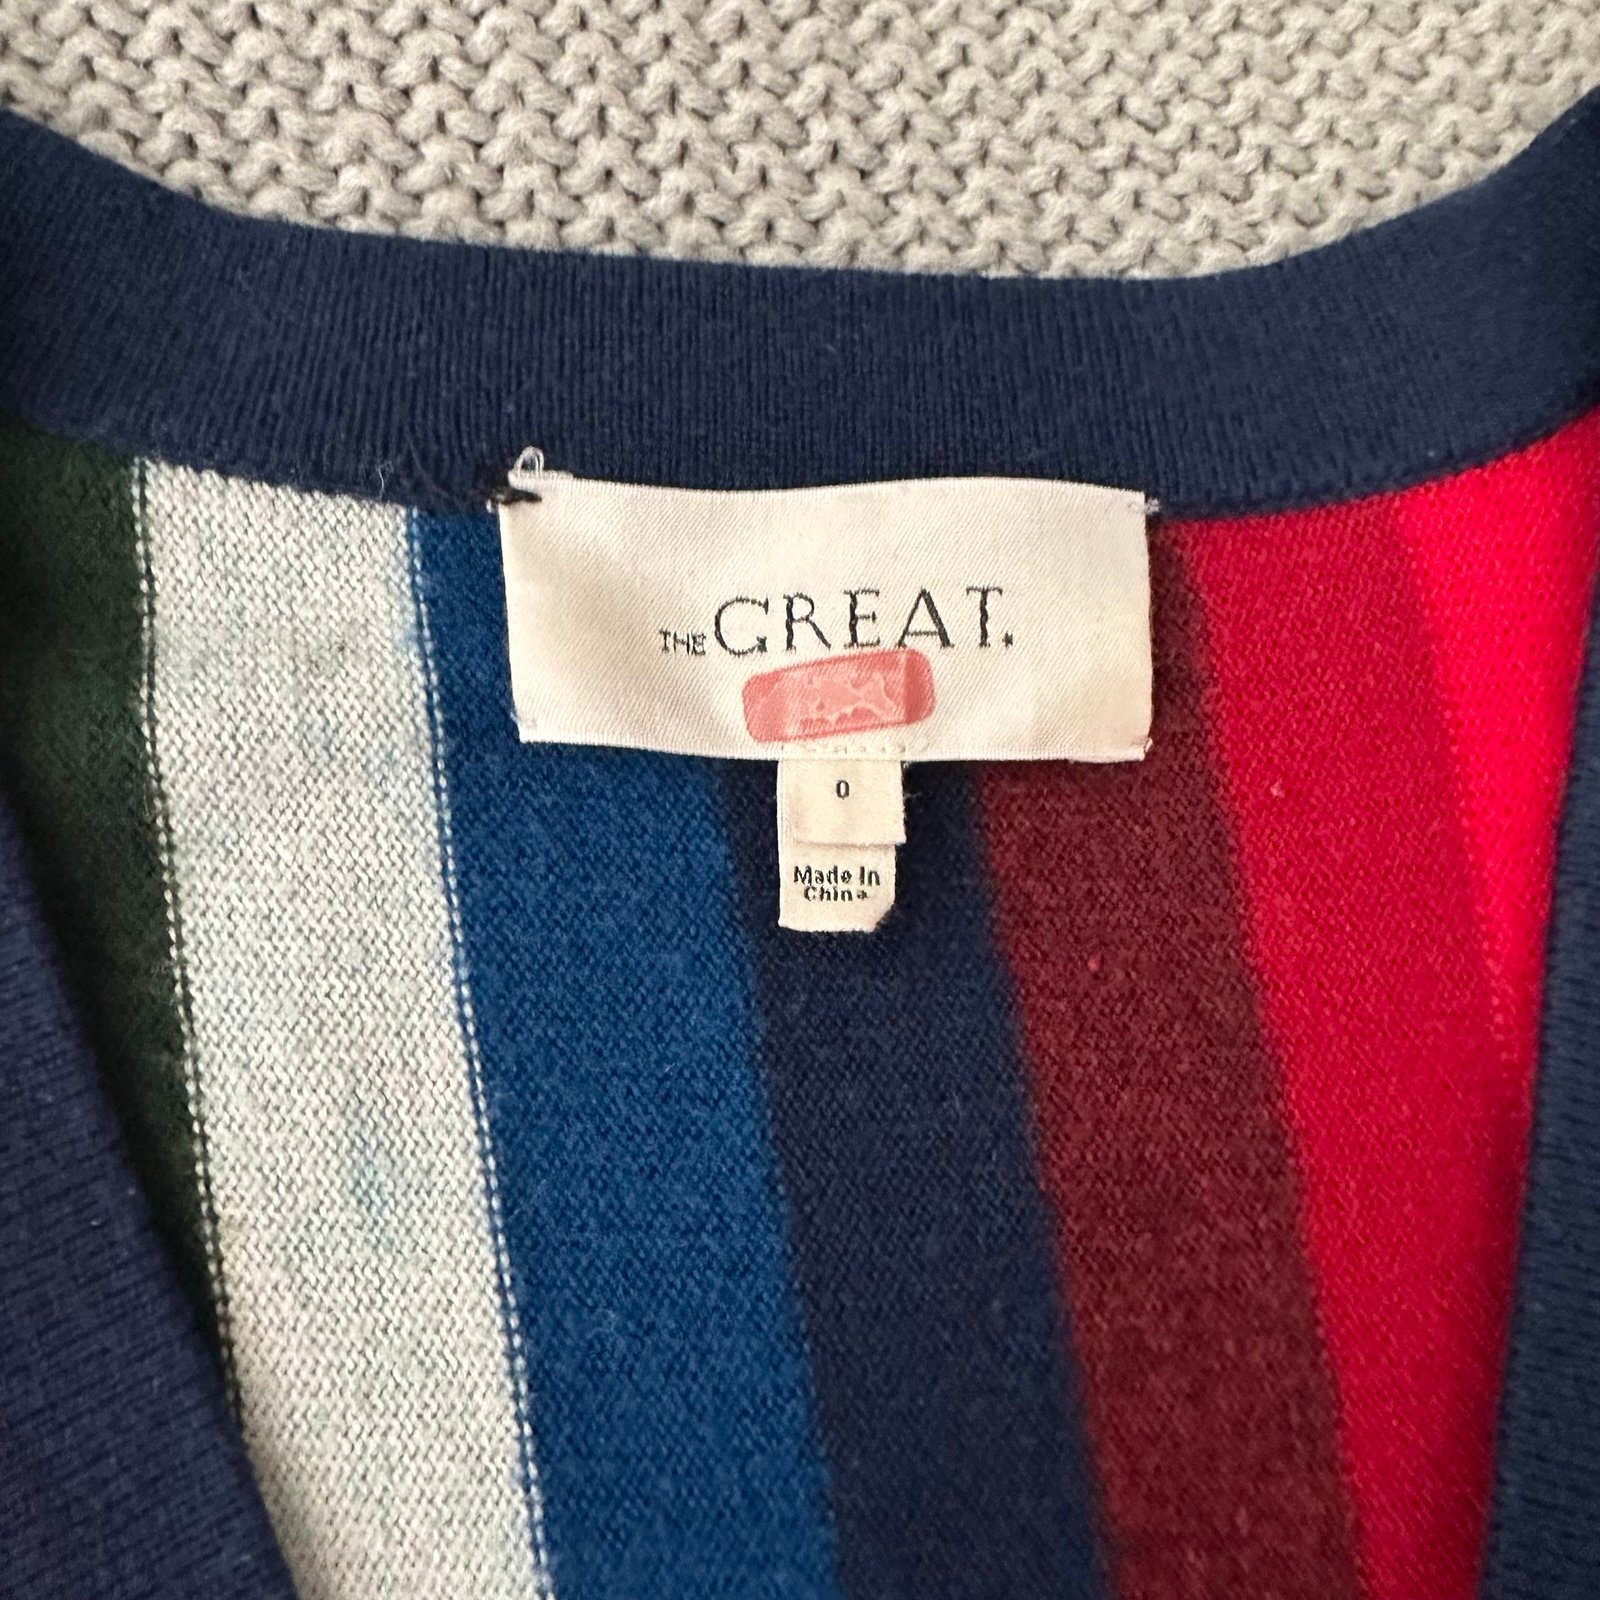 THE GREAT.
0
Made In
China